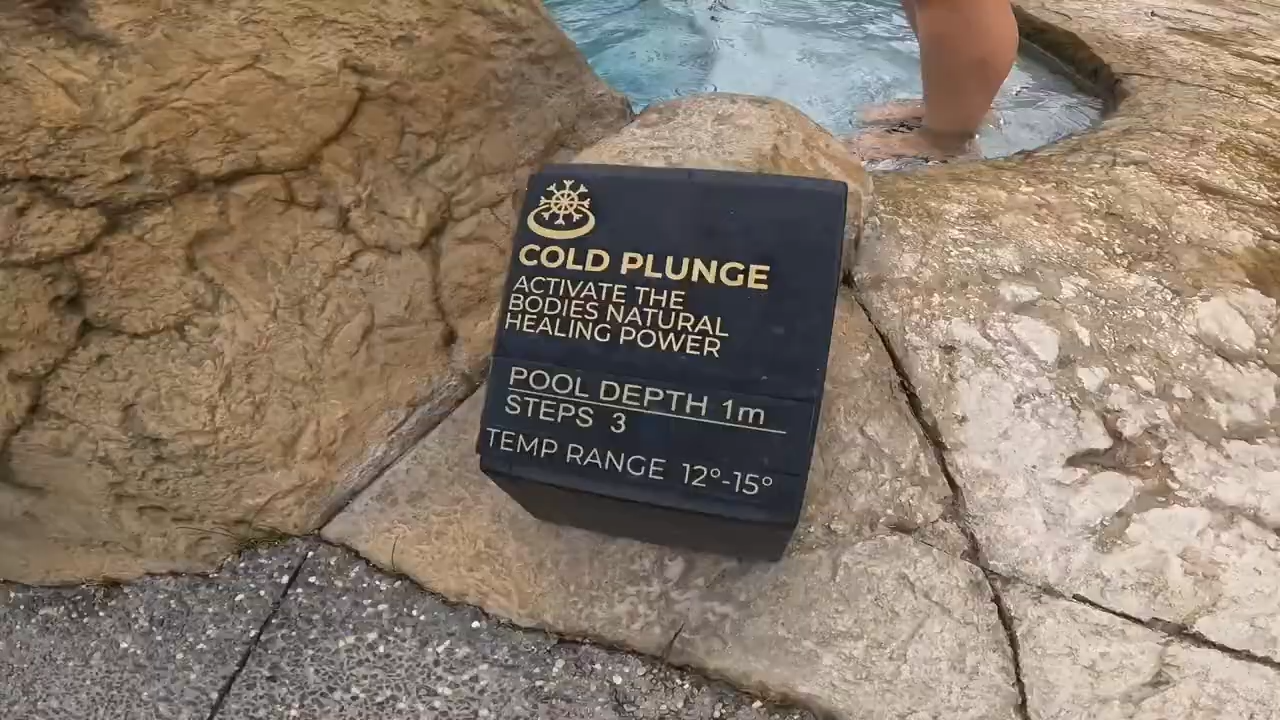 COLD PLUNGE
ACTIVATE THE
BODIES NATURAL
HEALING POWER
POOL DEPTH 1m
STEPS 3
TEMP RANGE 12°-15°